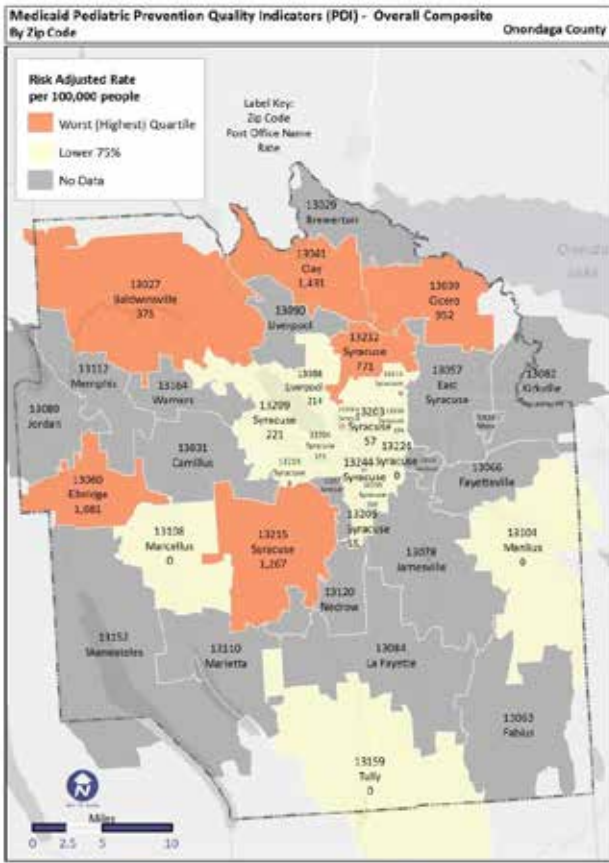 Medicaid Pediatric Prevention Quality Indicators (PDI) - Overall Composite
By Zip Code
Onondaga County
Risk Adjusted Rate
per 100,000 people
Worst (Highest) Quartile
Lower 75%
No Data
Label Key:
Zip Code
Post Office Name
Rate
13029
Brewerton
13041
Clay
1,431
13027
Baldwinsville
375
13039
Cicero
952
13090
Liverpool
13212
Syracuse
771
13112
Memphis
13164
Warners
13088
Liverpool
214
13057
East
Syracuse
13082
Kirkville
13080
Jordan
13209
Syracuse
221
13203
Syracuse
57
13031
Camillus
13224
Syracuse
0
13066
Fayetteville
13060
Elbridge
1,081
13244
Syracuse
13108
Marcellus
0
13215
Syracuse
1,267
Syracuse
13104
Manlius
0
13078
Jamesville
13120
Nedrow
13152
Skaneateles
13110
Marietta
13084
La Fayette
13063
Fabius
13159
Tully
0
Miles
0 2.5 5 10